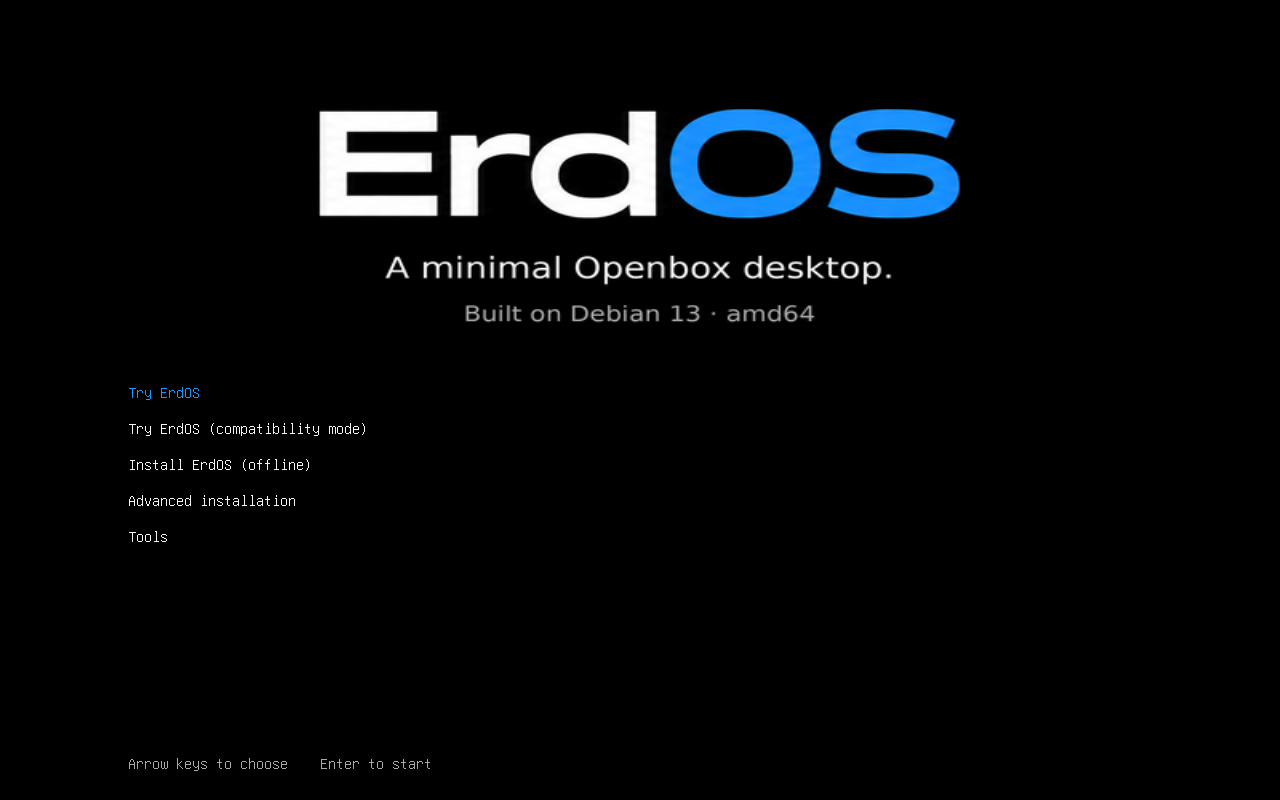 ErdOS
A minimal Openbox desktop.
Built on Debian 13 · amd64
Try ErdOS
Try ErdOS (compatibility mode)
Install ErdOS (offline)
Advanced installation
Tools
Arrow keys to choose    Enter to start